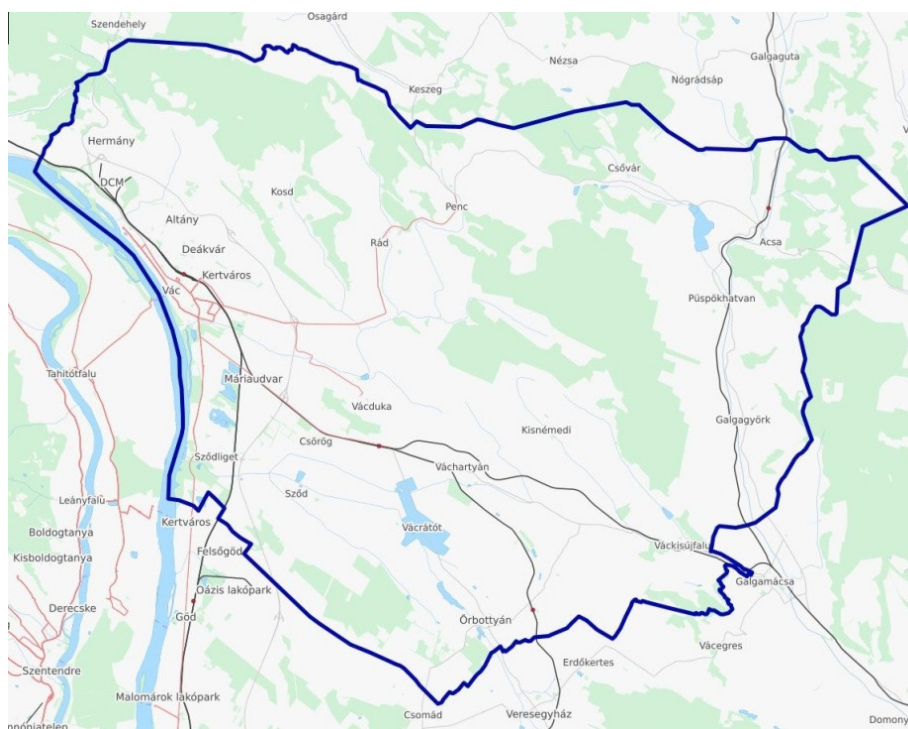 Szendehely
Osagárd
Galgaguta
Nézsa
Nógrádsáp
Keszeg
Hermány
Csővár
DCM
Kosd
Penc
Altány
Rád
Acsa
Deákvár
Kertváros
Vác
Püspökhatvan
Tahitótfalu
Máriaudvar
Vácduka
Galgagyörk
Kisnémedi
Csörög
Sződliget
Váchartyán
Leányfalu
Sződ
Vácrátót
Kertváros
Boldogtanya
Felsőgöd
Váckisújfalu
Kisboldogtanya
Galgamácsa
Oázis lakópark
Derecske
Göd
Őrbottyán
Vácegres
Erdőkertes
Szentendre
Malomárok lakópark
Csomád
Veresegyház
Domony